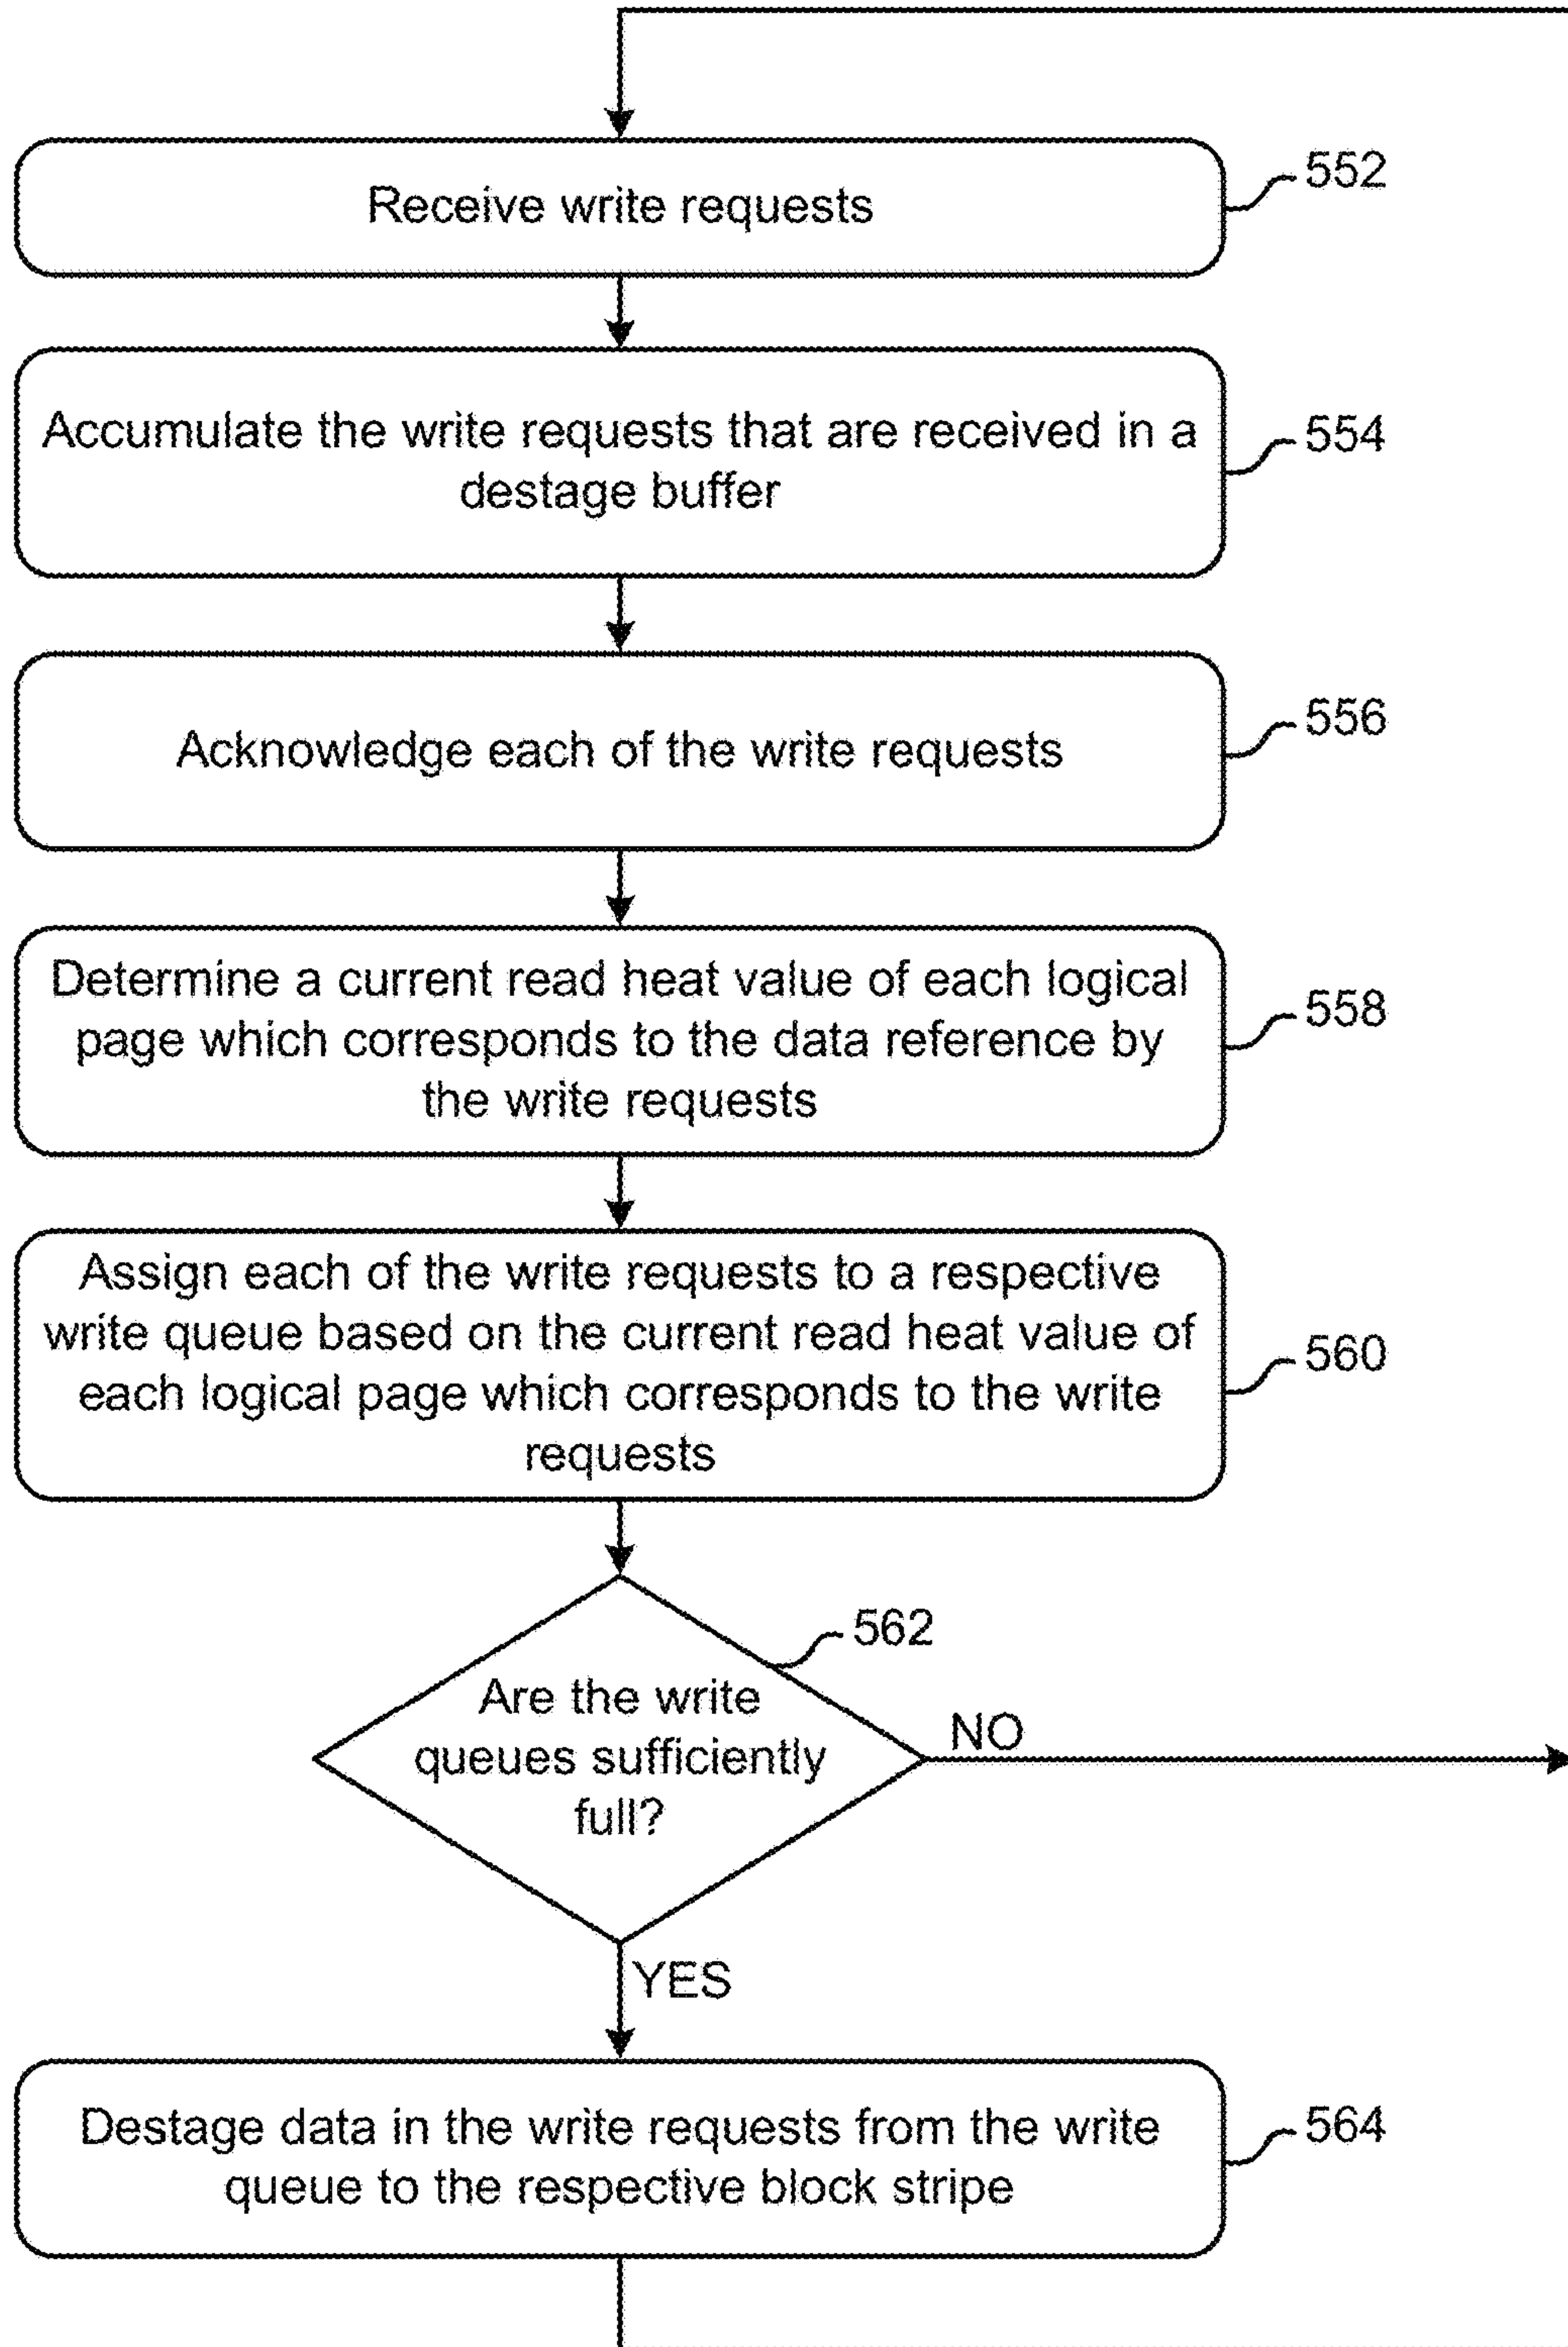 Receive write requests
552
Accumulate the write requests that are received in a
destage buffer
554
Acknowledge each of the write requests
556
Determine a current read heat value of each logical
page which corresponds to the data reference by
the write requests
558
Assign each of the write requests to a respective
write queue based on the current read heat value of
each logical page which corresponds to the write
requests
560
562
Are the write
queues sufficiently
full?
NO
YES
Destage data in the write requests from the write
queue to the respective block stripe
564